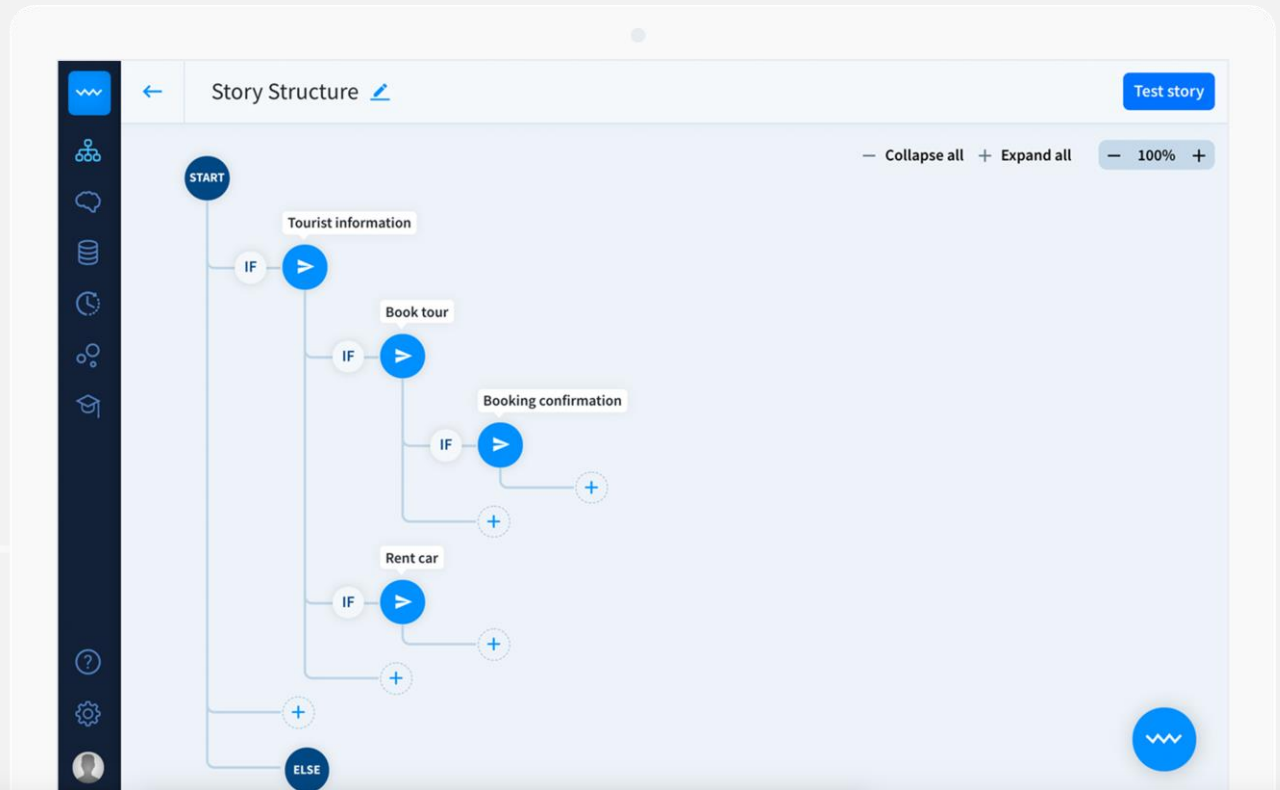 Story Structure
Test story
− Collapse all + Expand all − 100% +
START
Tourist information
IF
Book tour
IF
Booking confirmation
IF
+
+
Rent car
IF
+
+
+
ELSE
?